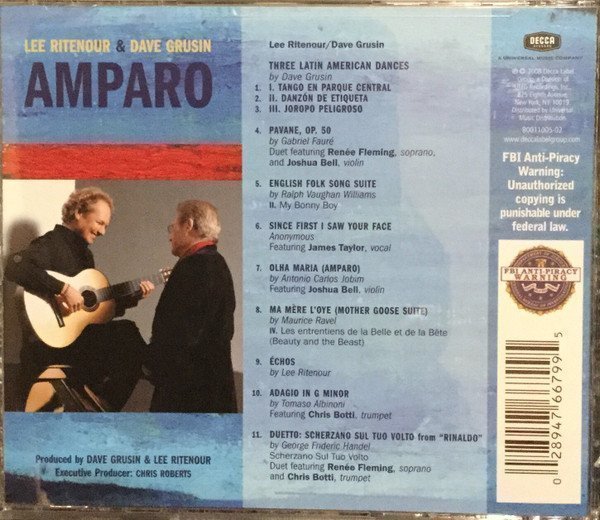 LEE RITENOUR & DAVE GRUSIN
AMPARO
Produced by DAVE GRUSIN & LEE RITENOUR
Executive Producer: CHRIS ROBERTS
Lee Ritenour/Dave Grusin
THREE LATIN AMERICAN DANCES
by Dave Grusin
1. I. TANGO EN PARQUE CENTRAL
2. II. DANZÓN DE ETIQUETA
3. III. JOROPO PELIGROSO
4. PAVANE, OP. 50
by Gabriel Fauré
Duet featuring Renée Fleming, soprano,
and Joshua Bell, violin
5. ENGLISH FOLK SONG SUITE
by Ralph Vaughan Williams
II. My Bonny Boy
6. SINCE FIRST I SAW YOUR FACE
Anonymous
Featuring James Taylor, vocal
7. OLHA MARIA (AMPARO)
by Antonio Carlos Jobim
Featuring Joshua Bell, violin
8. MA MÈRE L'OYE (MOTHER GOOSE SUITE)
by Maurice Ravel
IV. Les entretiens de la Belle et de la Bête
(Beauty and the Beast)
9. ÉCHOS
by Lee Ritenour
10. ADAGIO IN G MINOR
by Tomaso Albinoni
Featuring Chris Botti, trumpet
11. DUETTO: SCHERZANO SUL TUO VOLTO from "RINALDO"
by George Frideric Handel
Scherzano Sul Tuo Volto
Duet featuring Renée Fleming, soprano
and Chris Botti, trumpet
DECCA
A UNIVERSAL MUSIC COMPANY
℗ © 2008 Decca Label
Group, a Division of
Recordings, Inc.,
825 Eighth Avenue,
New York, NY 10019
Distributed by Universal
Music Distribution
B0011005-02
www.deccalabelgroup.com
FBI Anti-Piracy
Warning:
Unauthorized
copying is
punishable under
federal law.
FBI ANTI-PIRACY
WARNING
0 28947 66799 5